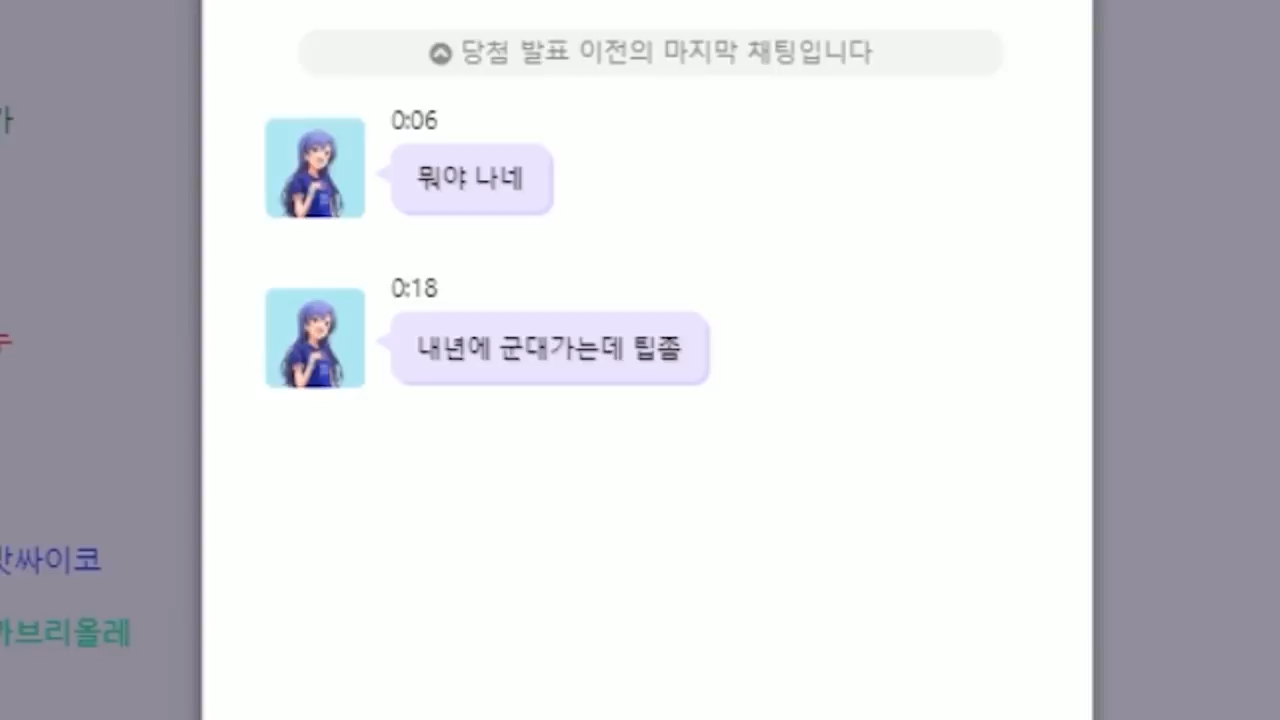 당첨 발표 이전의 마지막 채팅입니다
0:06
뭐야 나네
0:18
내년에 군대가는데 팁좀
가
맛싸이코
까브리올레